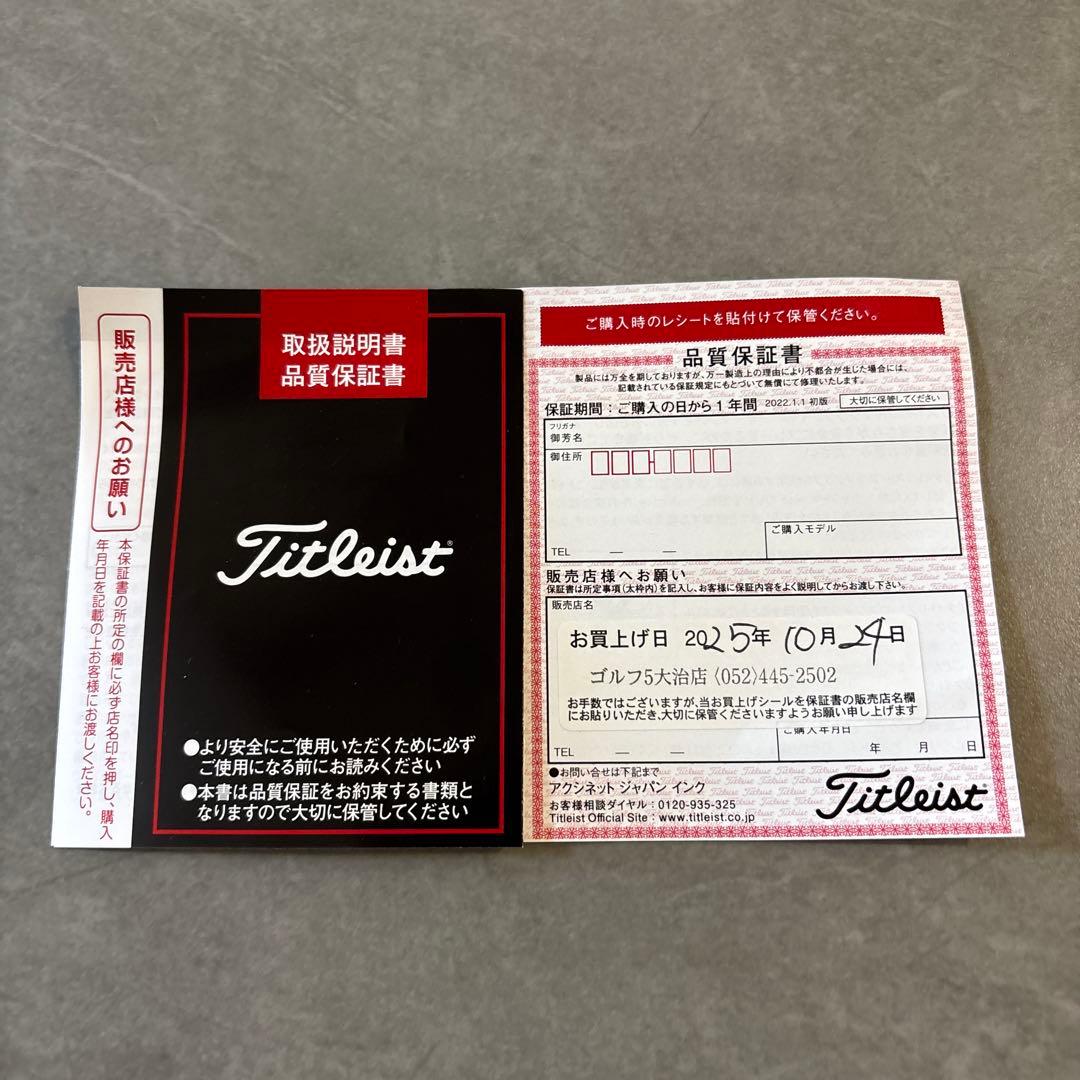 販売店様へのお願い
本保証書の所定の欄に必ず店名印を押し、購入
年月日を記載の上お客様にお渡しください。
取扱説明書
品質保証書
Titleist®
●より安全にご使用いただくために必ず
ご使用になる前にお読みください
●本書は品質保証をお約束する書類と
なりますので大切に保管してください
ご購入時のレシートを貼付けて保管ください。
品質保証書
製品には万全を期しておりますが、万一製造上の理由により不都合が生じた場合には、
記載されている保証規定にもとづいて無償にて修理いたします。
保証期間：ご購入の日から1年間 2022.1.1 初版 大切に保管してください
フリガナ
御芳名
御住所
ご購入モデル
TEL — —
販売店様へお願い
保証書は所定事項(太枠内)を記入し、お客様に保証内容をよく説明してからお渡し下さい。
販売店名
お買上げ日 2025年 10月 24日
ゴルフ5大治店〈052〉445-2502
お手数ではございますが、当お買上げシールを保証書の販売店名欄
にお貼りいただき、大切に保管くださいますようお願い申し上げます
ご購入年月日
TEL — — 年 月 日
●お問い合せは下記まで
アクシネット ジャパン インク
お客様相談ダイヤル：0120-935-325
Titleist Official Site：www.titleist.co.jp
Titleist